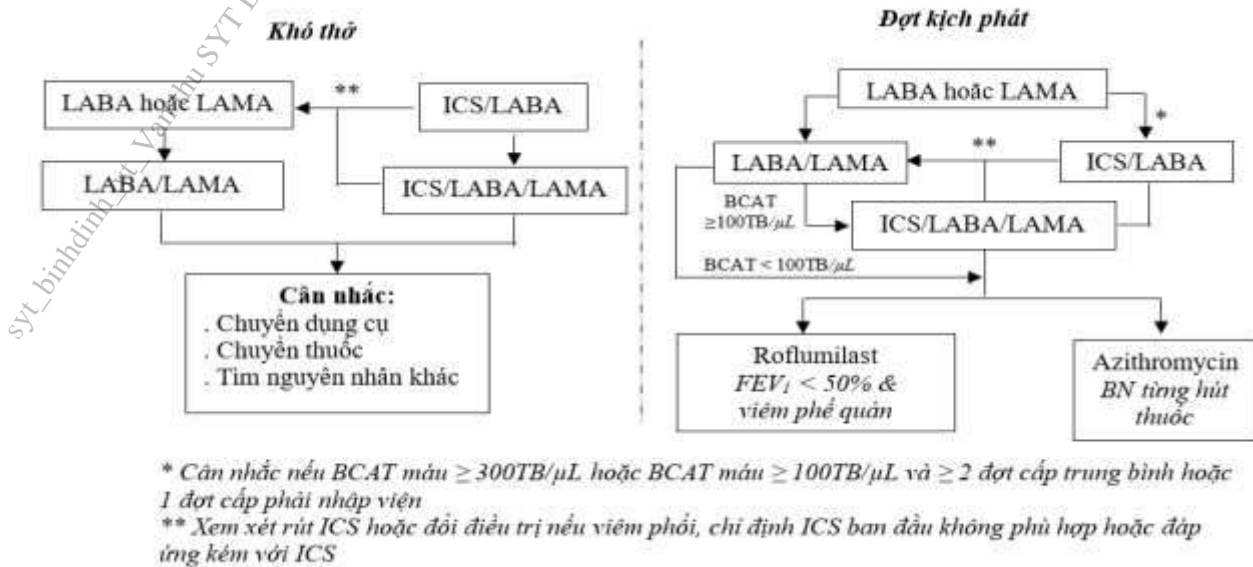 Khó thở
LABA hoặc LAMA
**
ICS/LABA
LABA/LAMA
ICS/LABA/LAMA
Cân nhắc:
. Chuyển dụng cụ
. Chuyển thuốc
. Tìm nguyên nhân khác
Đợt kịch phát
LABA hoặc LAMA
*
LABA/LAMA
**
ICS/LABA
BCAT
≥100TB/μL
ICS/LABA/LAMA
BCAT < 100TB/μL
Roflumilast
FEV₁ < 50% &
viêm phế quản
Azithromycin
BN từng hút
thuốc
* Cân nhắc nếu BCAT máu ≥ 300TB/μL hoặc BCAT máu ≥ 100TB/μL và ≥ 2 đợt cấp trung bình hoặc
1 đợt cấp phải nhập viện
** Xem xét rút ICS hoặc đổi điều trị nếu viêm phổi, chỉ định ICS ban đầu không phù hợp hoặc đáp
ứng kém với ICS